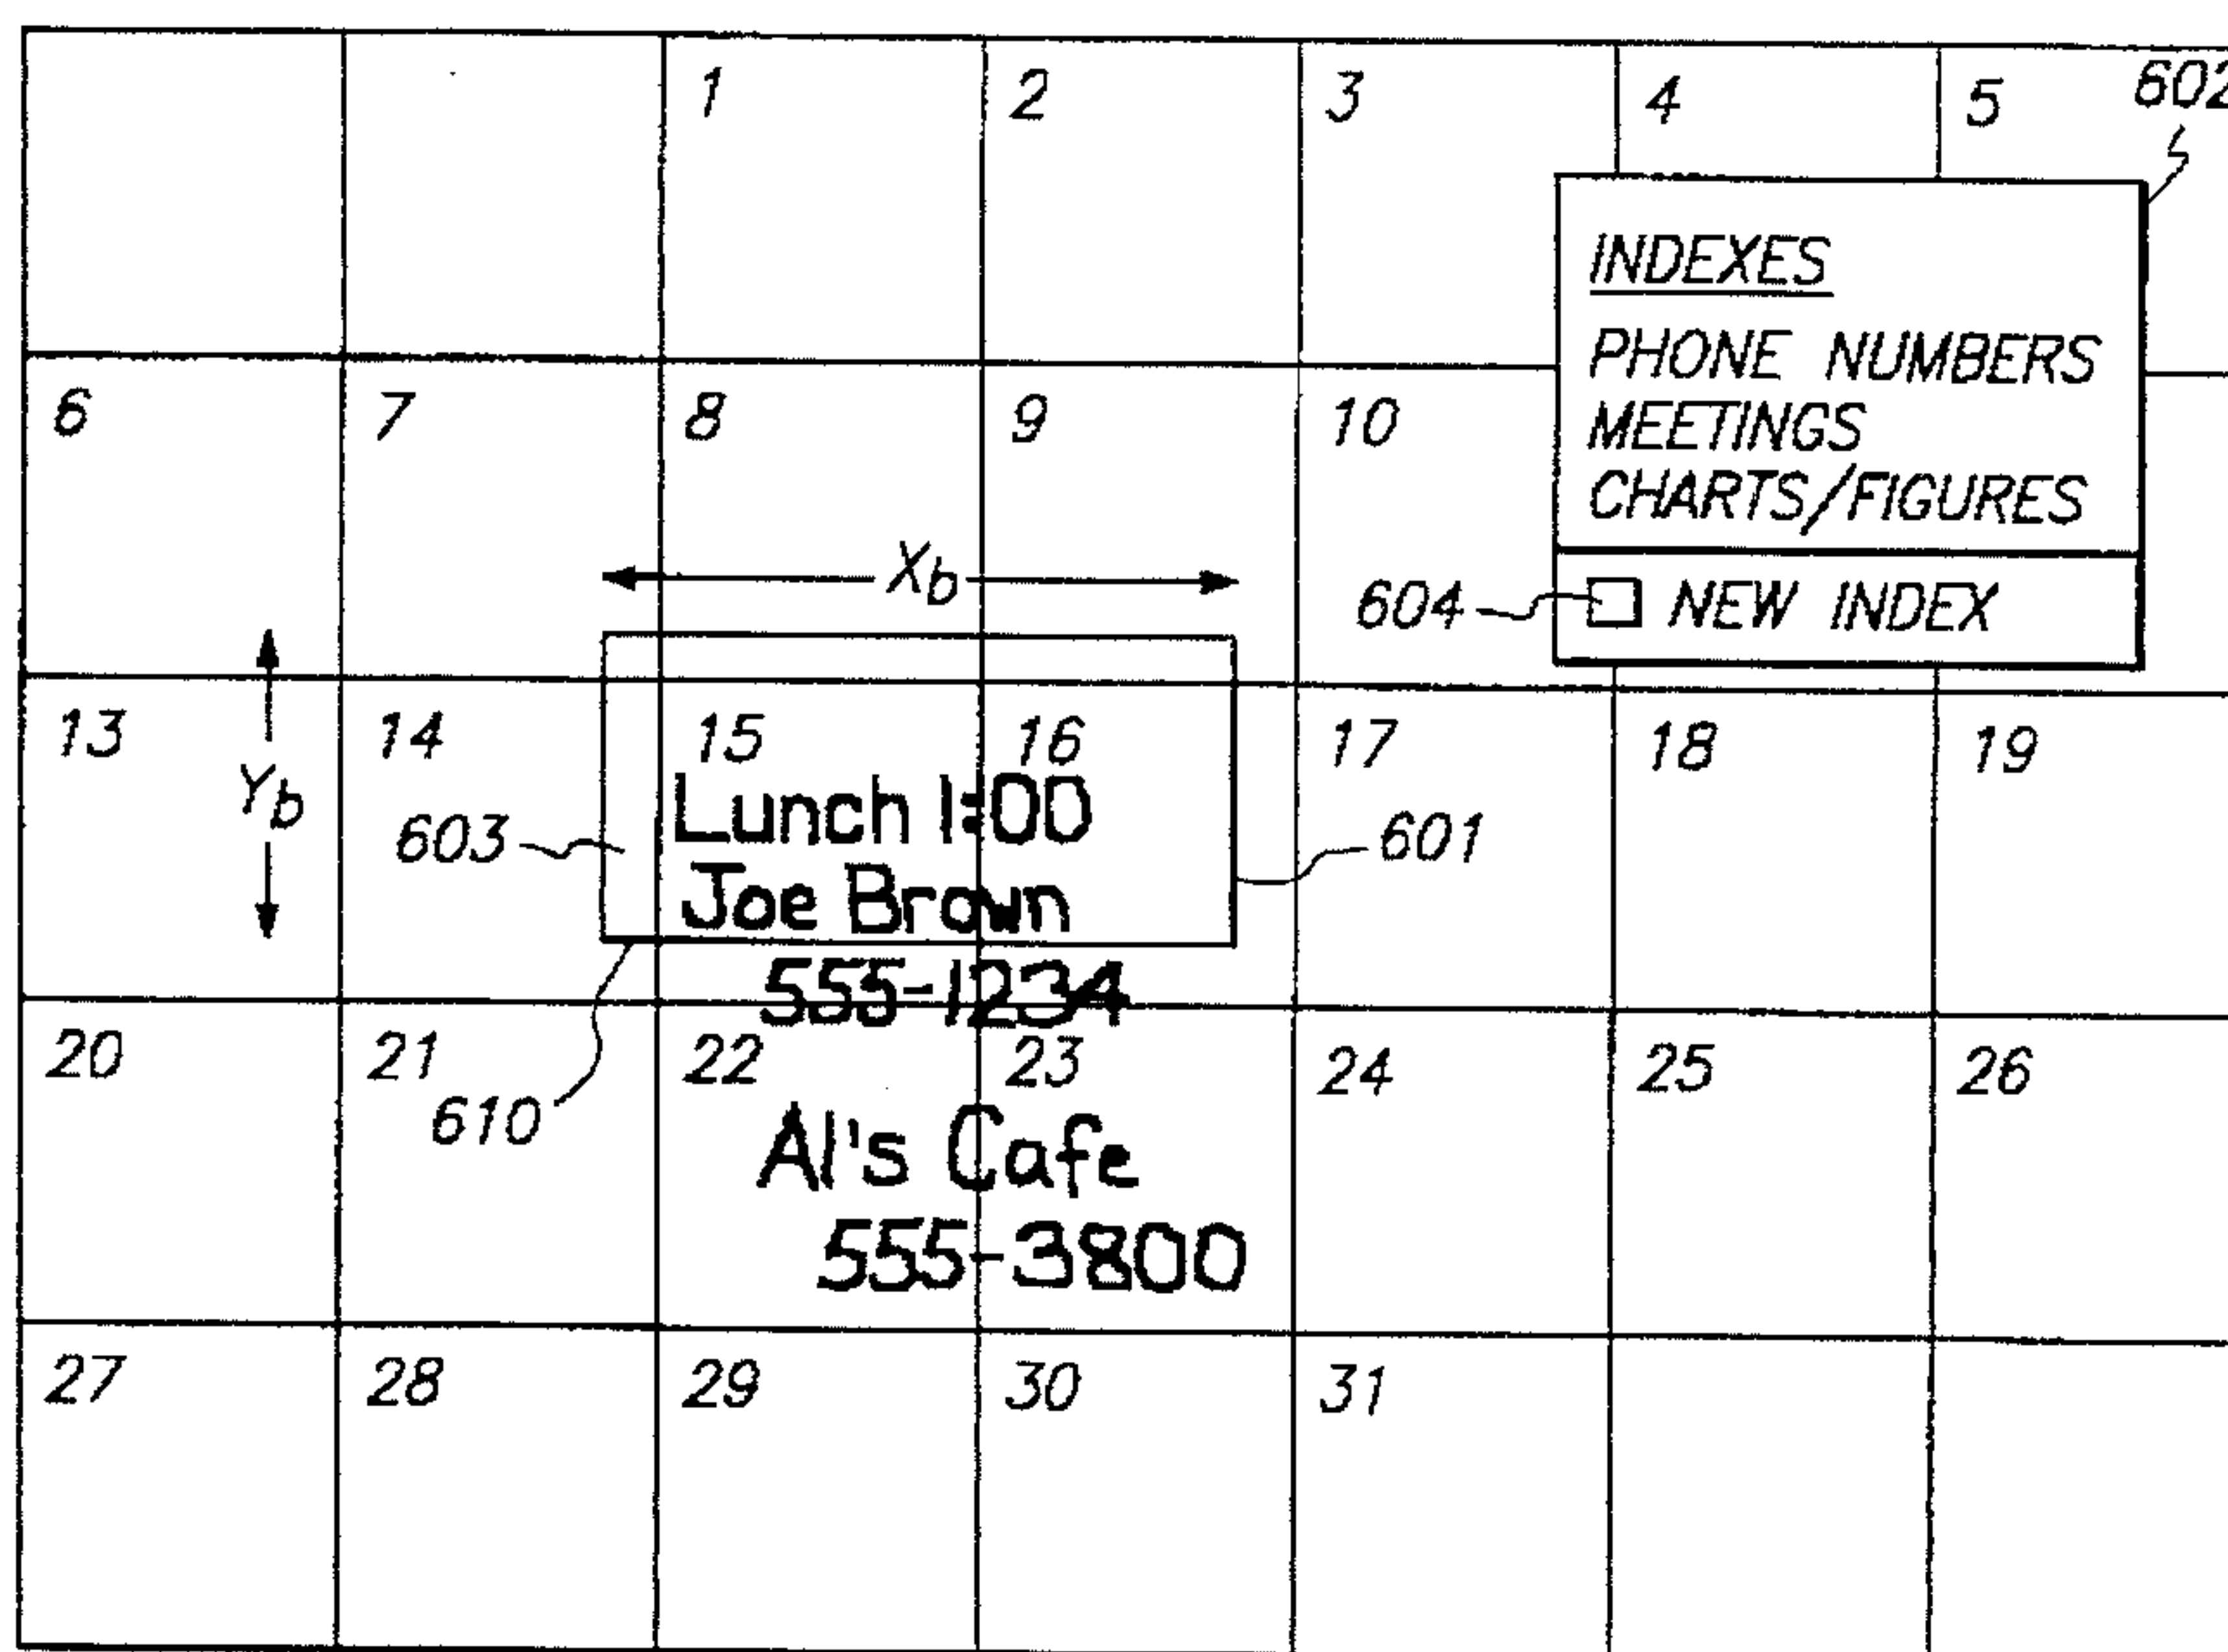 1 2 3 4 5 602
INDEXES
PHONE NUMBERS
MEETINGS
CHARTS/FIGURES
604 NEW INDEX
6 7 8 9 10
Xb
13 14 15 16 17 18 19
Yb
603 Lunch 1:00 601
Joe Brown
555-1234
20 21 22 23 24 25 26
610
Al's Cafe
555-3800
27 28 29 30 31